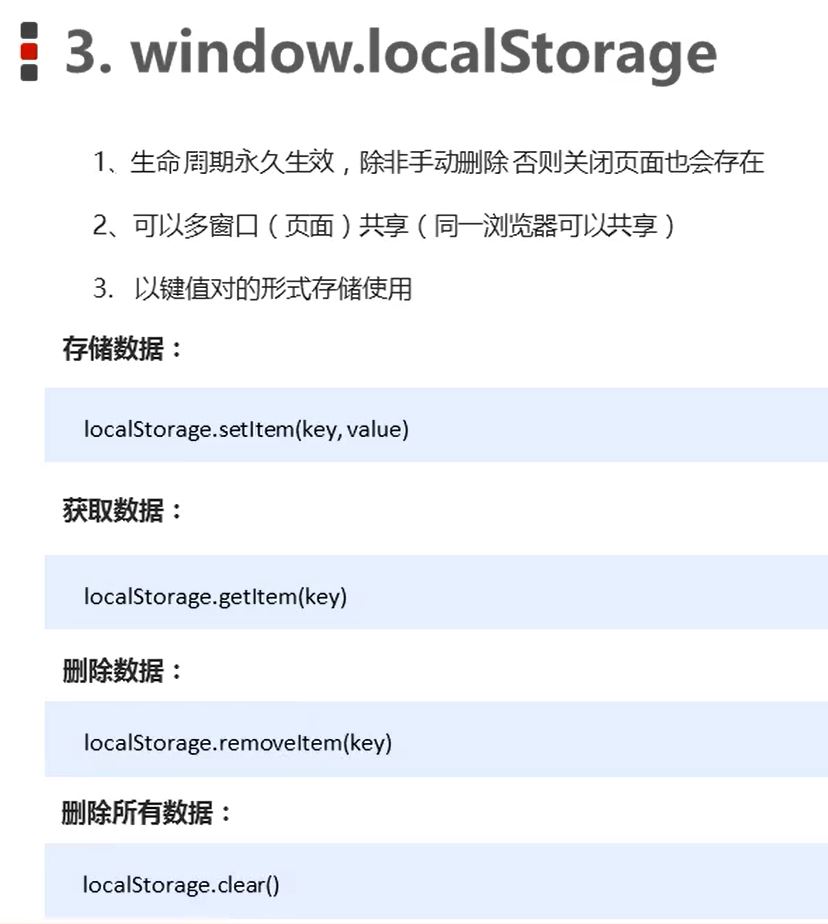 3. window.localStorage
1、生命周期永久生效，除非手动删除 否则关闭页面也会存在
2、可以多窗口（页面）共享（同一浏览器可以共享）
3. 以键值对的形式存储使用
存储数据：
localStorage.setItem(key, value)
获取数据：
localStorage.getItem(key)
删除数据：
localStorage.removeItem(key)
删除所有数据：
localStorage.clear()